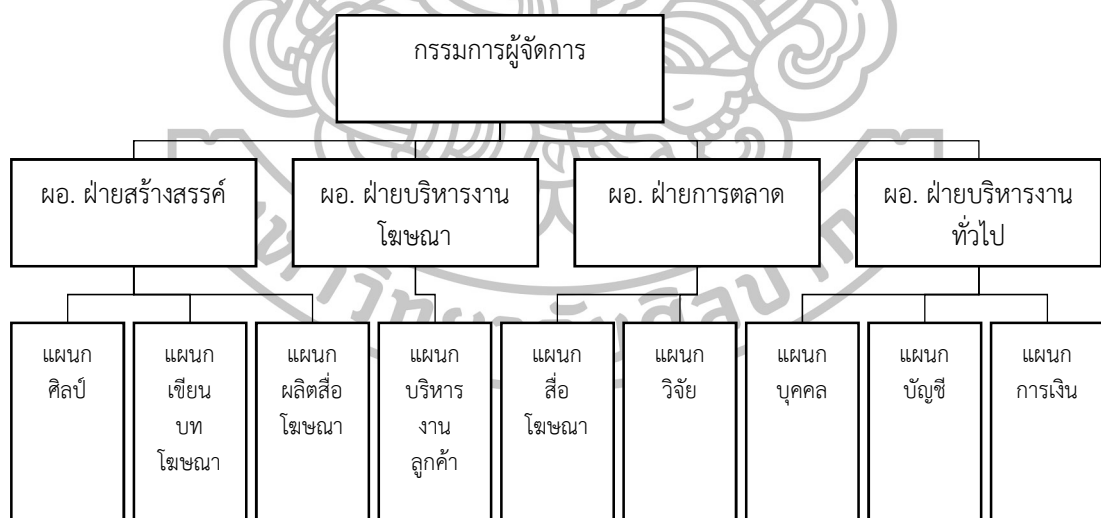 กรรมการผู้จัดการ
ผอ. ฝ่ายสร้างสรรค์
ผอ. ฝ่ายบริหารงาน
โฆษณา
ผอ. ฝ่ายการตลาด
ผอ. ฝ่ายบริหารงาน
ทั่วไป
แผนก
ศิลป์
แผนก
เขียน
บท
โฆษณา
แผนก
ผลิตสื่อ
โฆษณา
แผนก
บริหาร
งาน
ลูกค้า
แผนก
สื่อ
โฆษณา
แผนก
วิจัย
แผนก
บุคคล
แผนก
บัญชี
แผนก
การเงิน